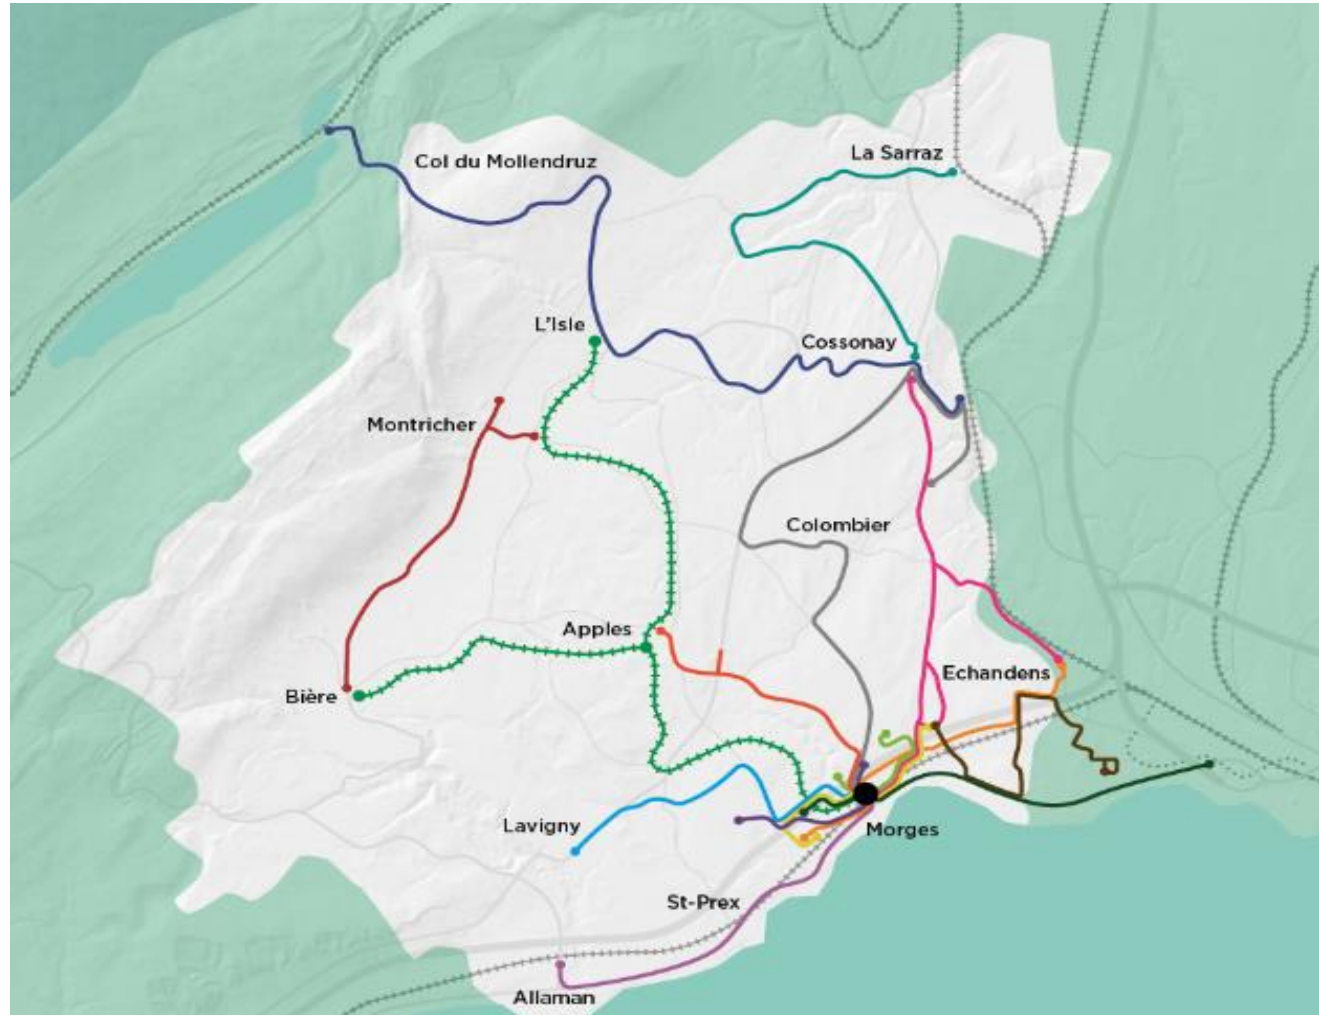 La Sarraz
Col du Mollendruz
L'Isle
Cossonay
Montricher
Colombier
Apples
Echandens
Bière
Lavigny
Morges
St-Prex
Allaman